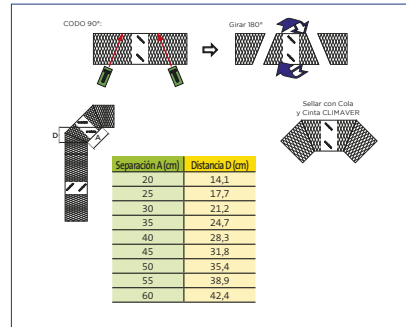 CODO 90°:
Girar 180°
D
A
Sellar con Cola
y Cinta CLIMAVER
Separación A (cm) Distancia D (cm)
20 14,1
25 17,7
30 21,2
35 24,7
40 28,3
45 31,8
50 35,4
55 38,9
60 42,4